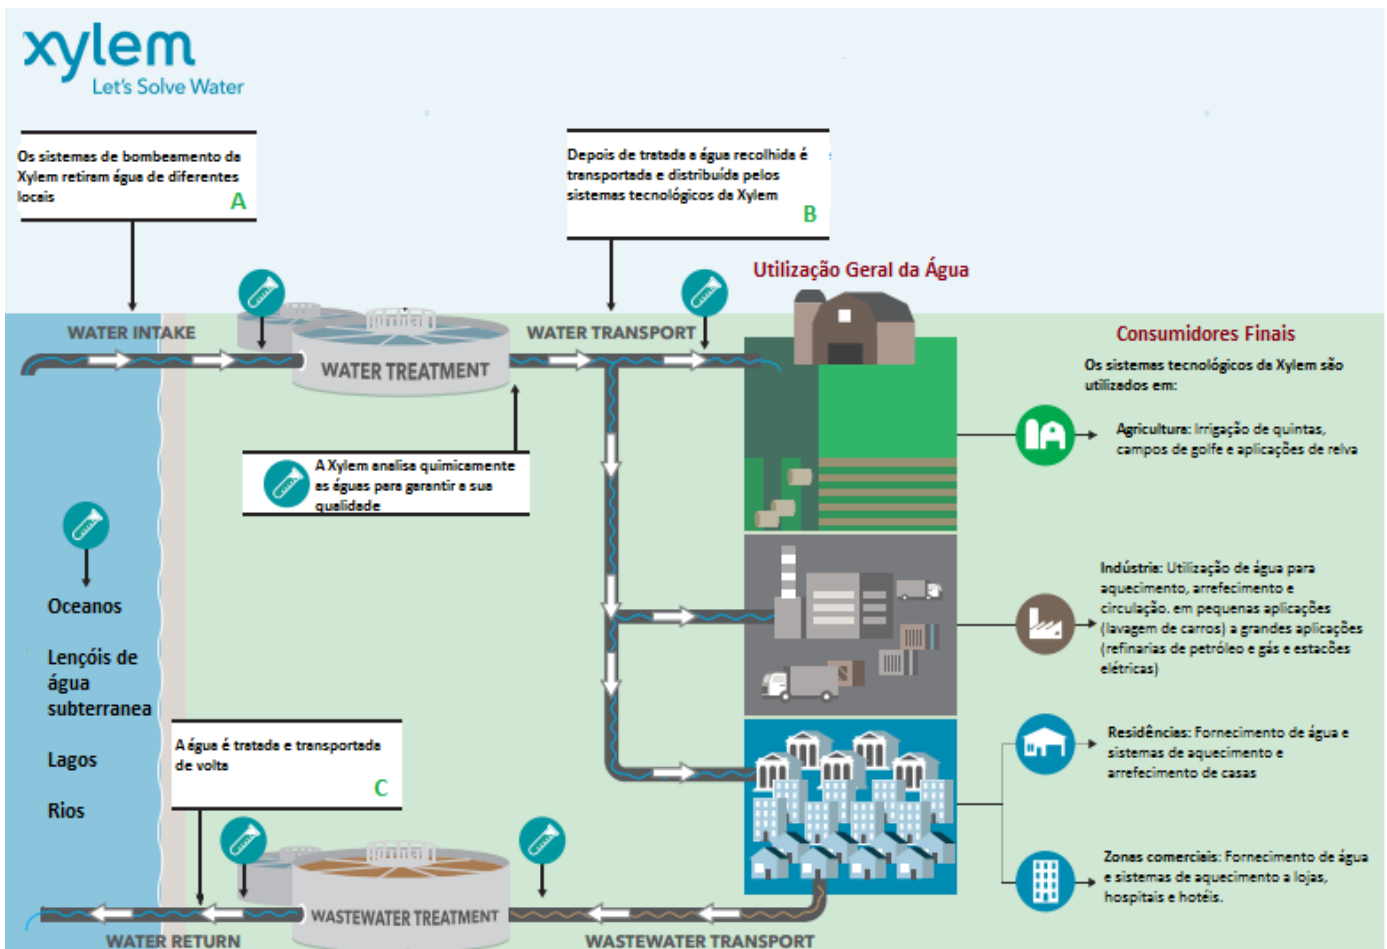 xylem
Let's Solve Water
Os sistemas de bombeamento da
Xylem retiram água de diferentes
locais
A
Depois de tratada a água recolhida é
transportada e distribuída pelos
sistemas tecnológicos da Xylem
B
Utilização Geral da Água
WATER INTAKE
WATER TREATMENT
WATER TRANSPORT
Consumidores Finais
Os sistemas tecnológicos da Xylem são
utilizados em:
Agricultura: Irrigação de quintas,
campos de golfe e aplicações de relva
A Xylem analisa quimicamente
as águas para garantir a sua
qualidade
Oceanos
Lençóis de
água
subterranea
Lagos
Rios
Indústria: Utilização de água para
aquecimento, arrefecimento e
circulação. em pequenas aplicações
(lavagem de carros) a grandes aplicações
(refinarias de petróleo e gás e estacões
elétricas)
A água é tratada e transportada
de volta
C
Residências: Fornecimento de água e
sistemas de aquecimento e
arrefecimento de casas
Zonas comerciais: Fornecimento de água
e sistemas de aquecimento a lojas,
hospitais e hotéis.
WATER RETURN
WASTEWATER TREATMENT
WASTEWATER TRANSPORT